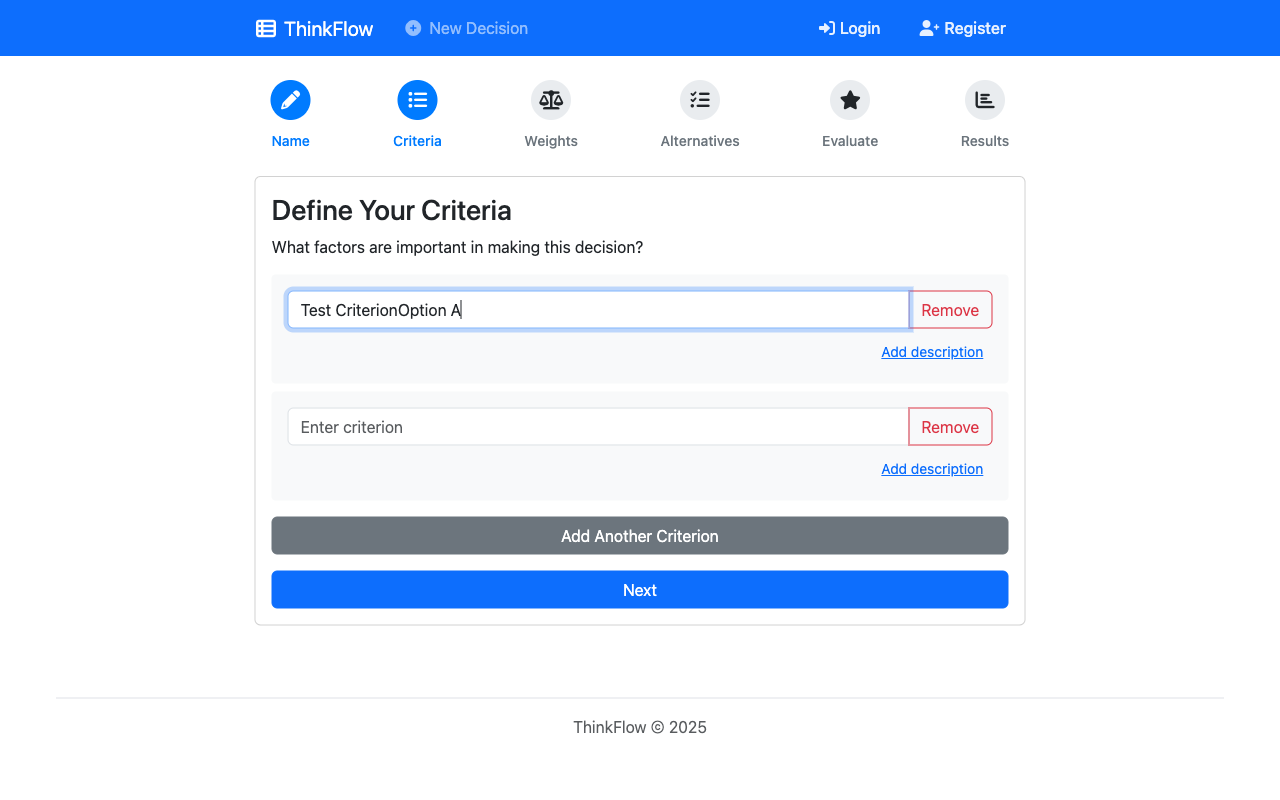 ThinkFlow New Decision Login Register
Name Criteria Weights Alternatives Evaluate Results
Define Your Criteria
What factors are important in making this decision?
Test CriterionOption A Remove
Add description
Enter criterion Remove
Add description
Add Another Criterion
Next
ThinkFlow © 2025